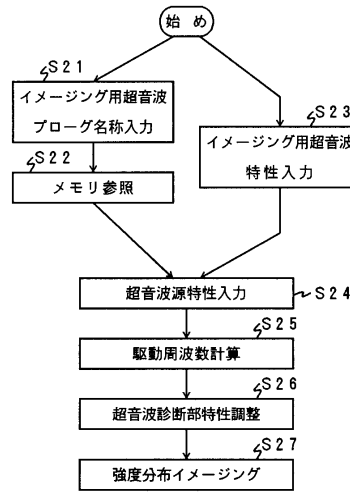 始め
S21
イメージング用超音波
プローグ名称入力
S22
メモリ参照
S23
イメージング用超音波
特性入力
超音波源特性入力
S24
S25
駆動周波数計算
S26
超音波診断部特性調整
S27
強度分布イメージング